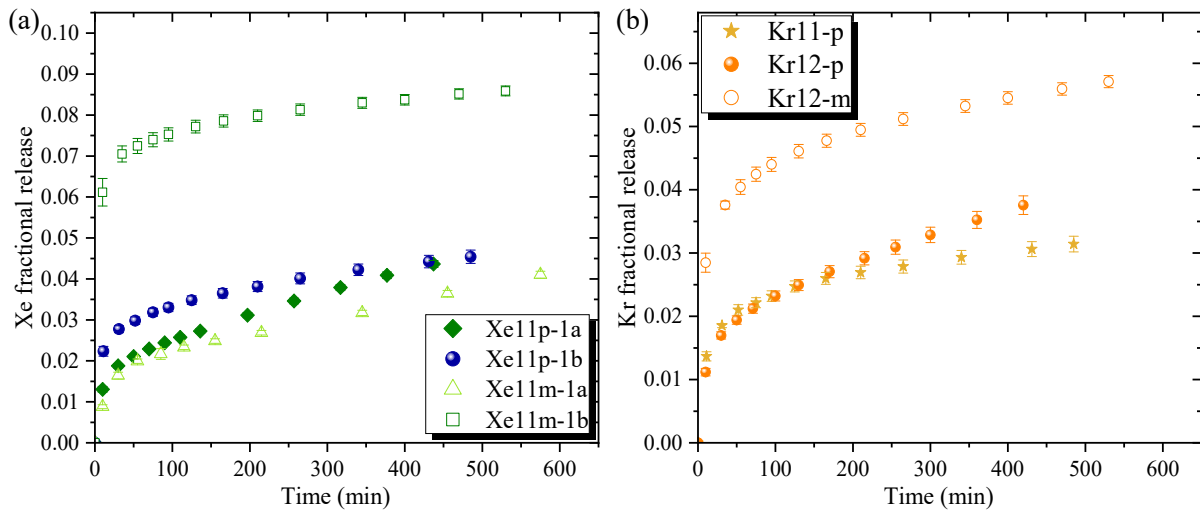 (a)
Xe fractional release
0.10
0.09
0.08
0.07
0.06
0.05
0.04
0.03
0.02
0.01
0.00
0 100 200 300 400 500 600
Time (min)
Xe11p-1a
Xe11p-1b
Xe11m-1a
Xe11m-1b
(b)
Kr fractional release
0.06
0.05
0.04
0.03
0.02
0.01
0.00
0 100 200 300 400 500 600
Time (min)
Kr11-p
Kr12-p
Kr12-m